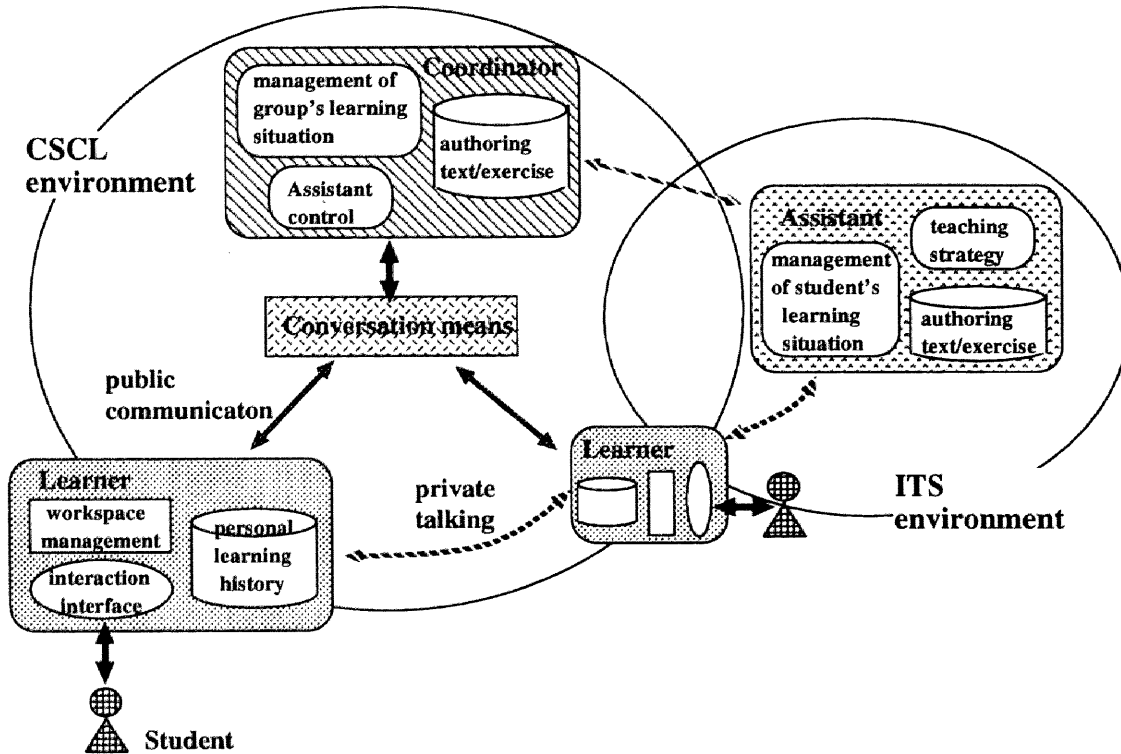 Coordinator
management of
group's learning
situation
authoring
text/exercise
Assistant
control
CSCL
environment
Assistant
teaching
strategy
management
of student's
learning
situation
authoring
text/exercise
Conversation means
public
communicaton
Learner
workspace
management
personal
learning
history
interaction
interface
private
talking
Learner
ITS
environment
Student